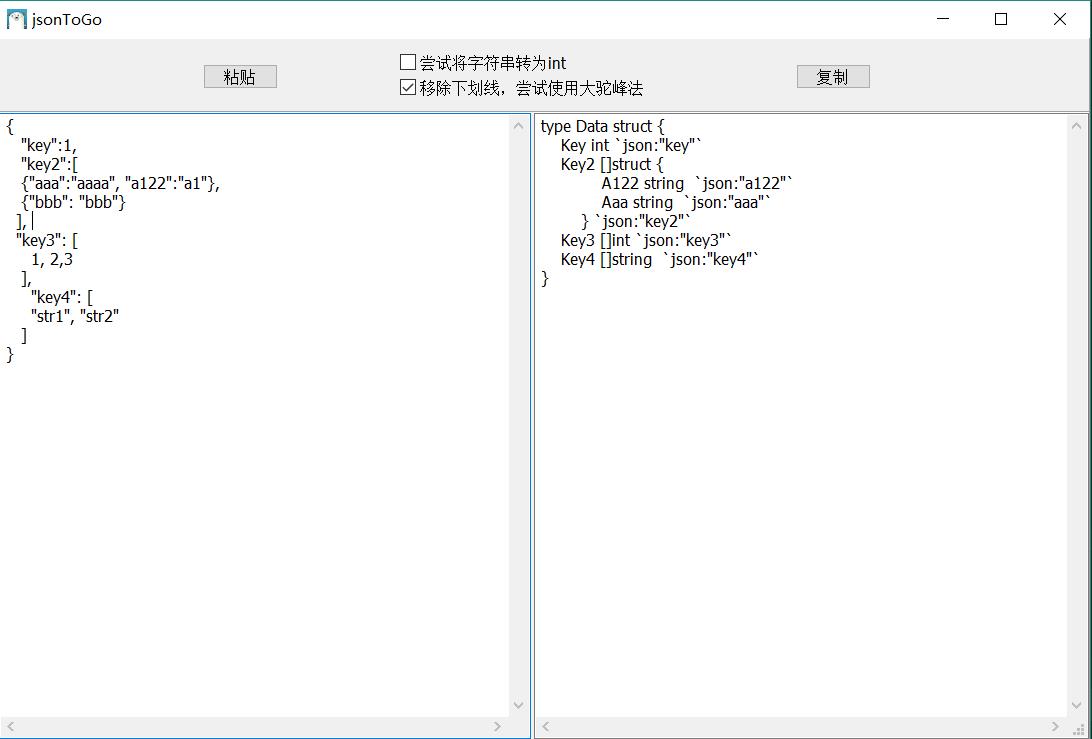 jsonToGo
粘贴
尝试将字符串转为int
移除下划线，尝试使用大驼峰法
复制
{
"key":1,
"key2":[
{"aaa":"aaaa", "a122":"a1"},
{"bbb": "bbb"}
],
"key3": [
1, 2,3
],
"key4": [
"str1", "str2"
]
}
type Data struct {
Key int `json:"key"`
Key2 []struct {
A122 string `json:"a122"`
Aaa string `json:"aaa"`
} `json:"key2"`
Key3 []int `json:"key3"`
Key4 []string `json:"key4"`
}